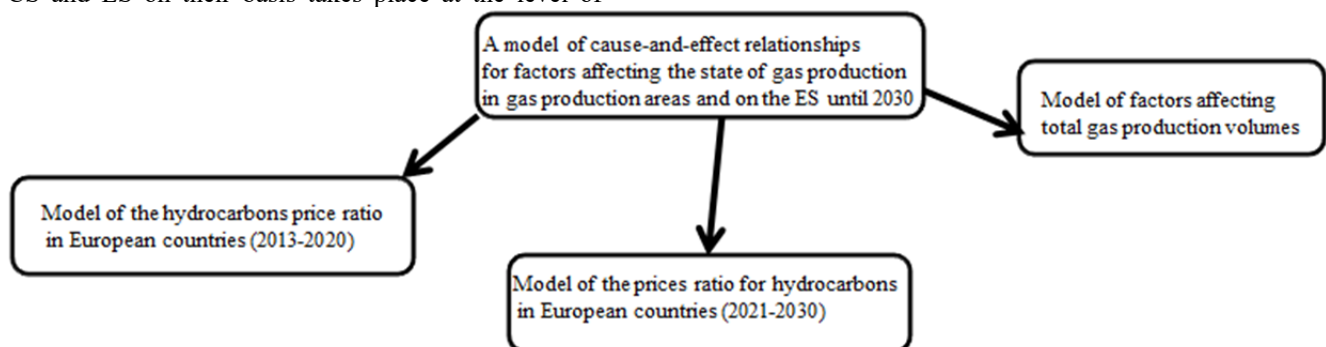 CS and ES on their basis takes place at the level of
A model of cause-and-effect relationships
for factors affecting the state of gas production
in gas production areas and on the ES until 2030
Model of factors affecting
total gas production volumes
Model of the hydrocarbons price ratio
in European countries (2013-2020)
Model of the prices ratio for hydrocarbons
in European countries (2021-2030)